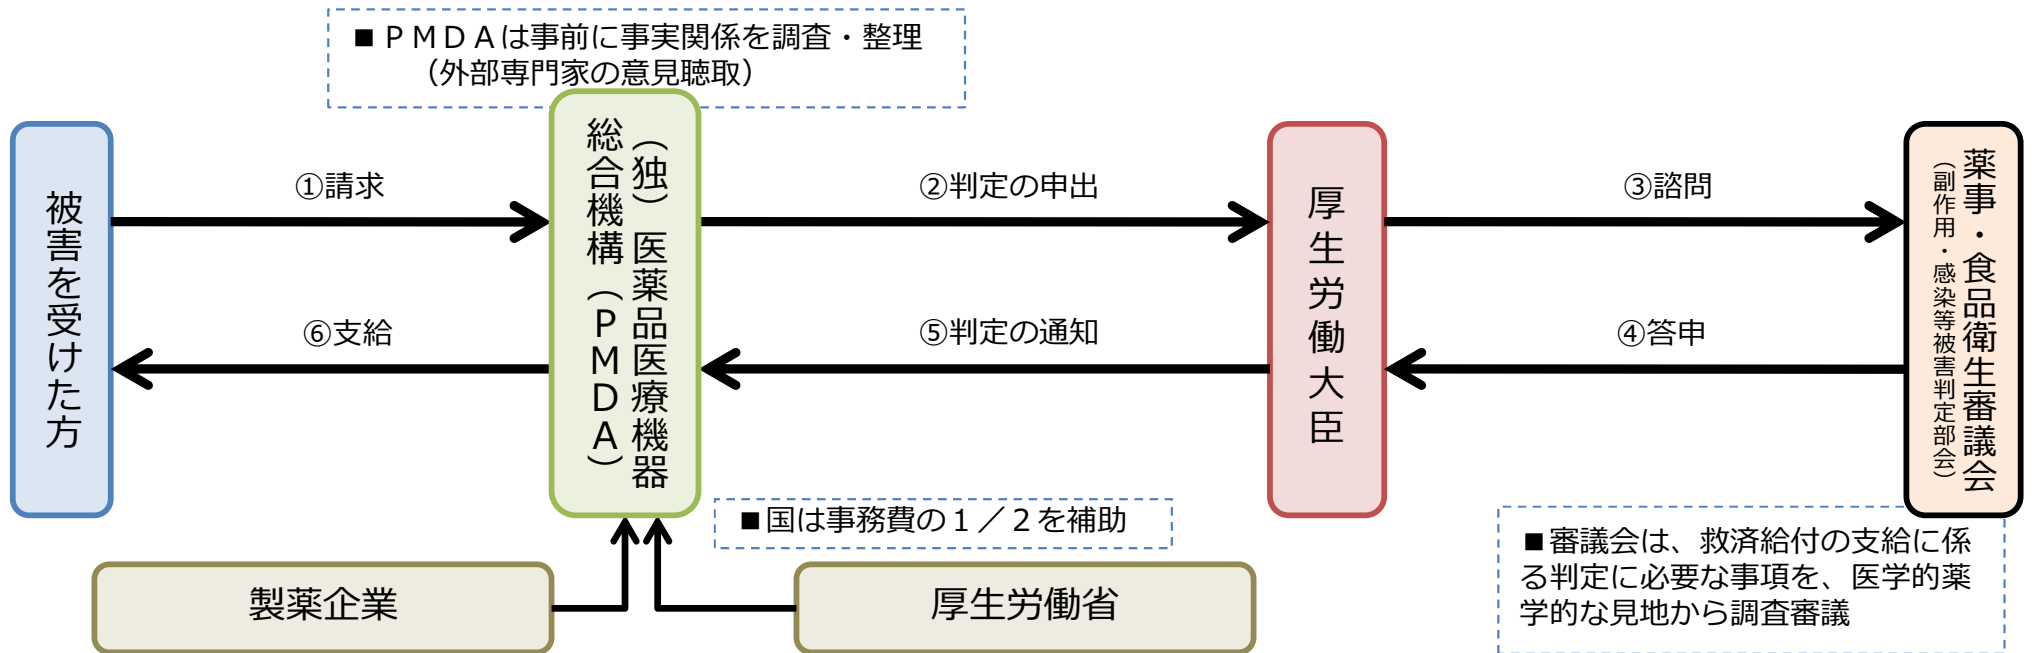 ■ＰＭＤＡは事前に事実関係を調査・整理
（外部専門家の意見聴取）
被害を受けた方
①請求
⑥支給
（独）医薬品医療機器
総合機構（ＰＭＤＡ）
②判定の申出
⑤判定の通知
厚生労働大臣
③諮問
④答申
薬事・食品衛生審議会
（副作用・感染等被害判定部会）
■国は事務費の１／２を補助
製薬企業
厚生労働省
■審議会は、救済給付の支給に係
る判定に必要な事項を、医学的薬
学的な見地から調査審議